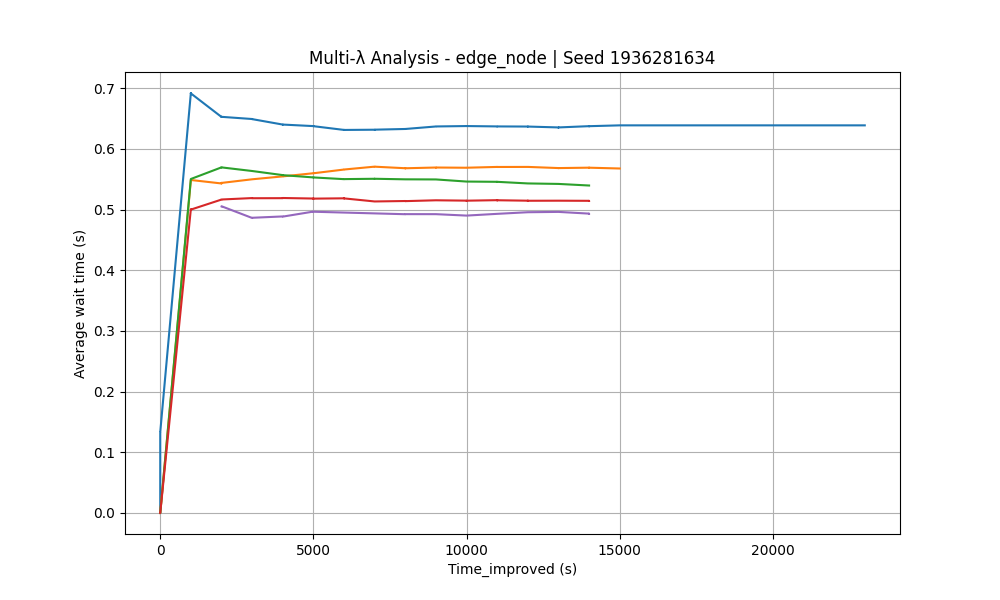 Multi-λ Analysis - edge_node | Seed 1936281634
Average wait time (s)
0.7
0.6
0.5
0.4
0.3
0.2
0.1
0.0
0 5000 10000 15000 20000
Time_improved (s)